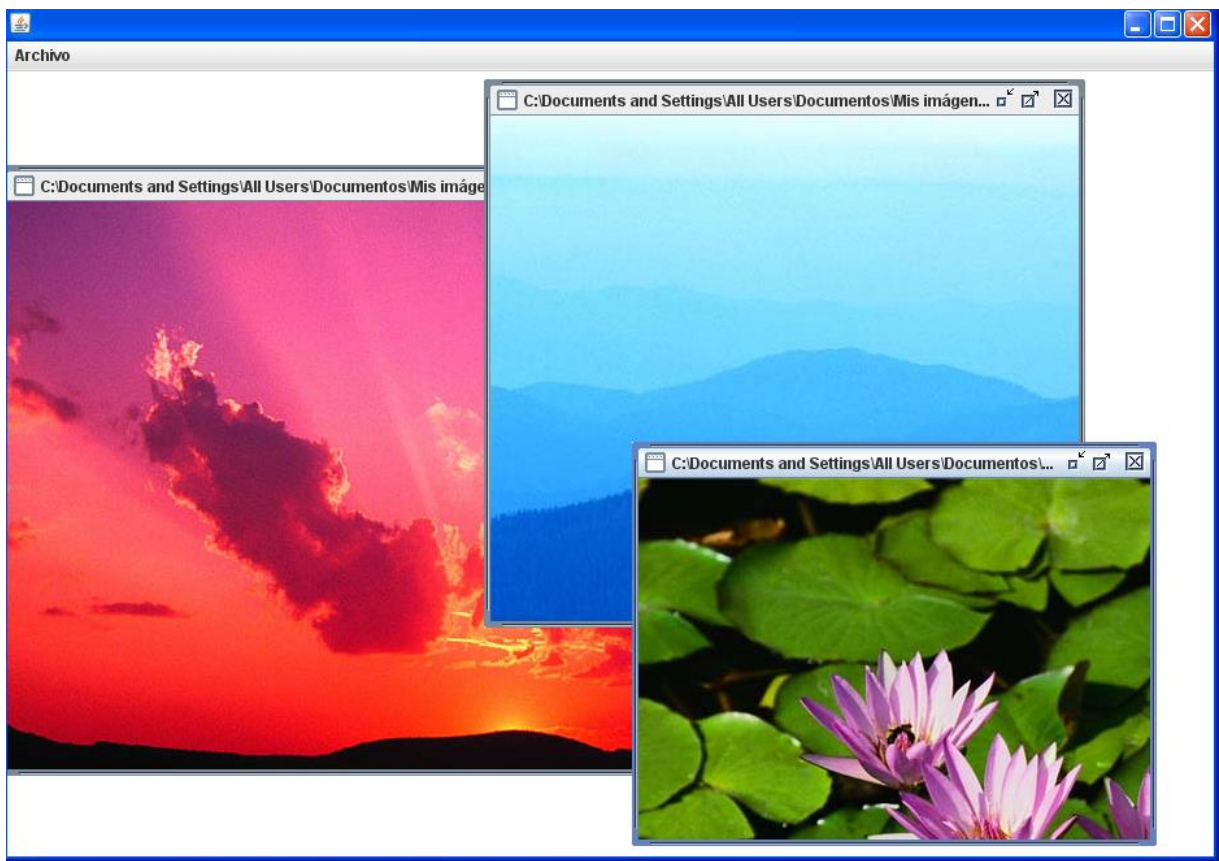 Archivo
C:\Documents and Settings\All Users\Documentos\Mis imágen...
C:\Documents and Settings\All Users\Documentos\Mis imáge
C:\Documents and Settings\All Users\Documentos\...